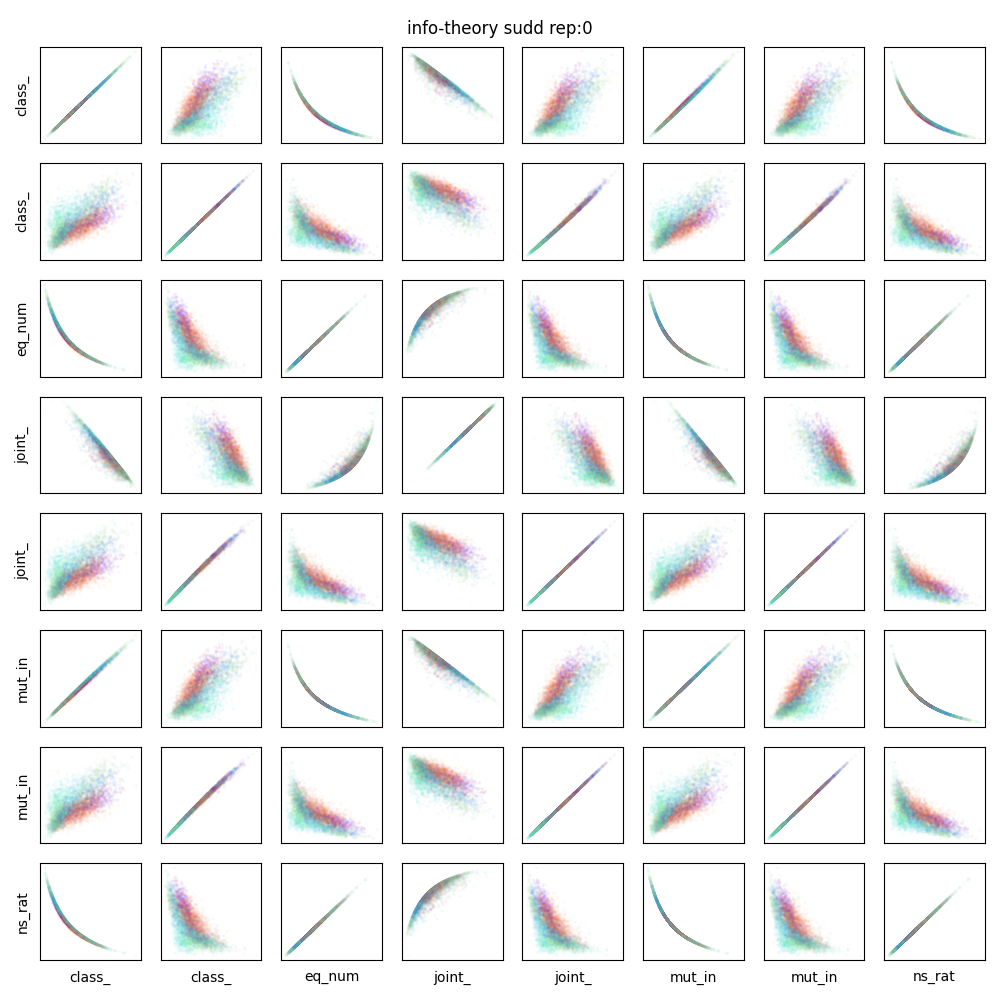 info-theory sudd rep:0
class_
class_
eq_num
joint_
joint_
mut_in
mut_in
ns_rat
class_ class_ eq_num joint_ joint_ mut_in mut_in ns_rat